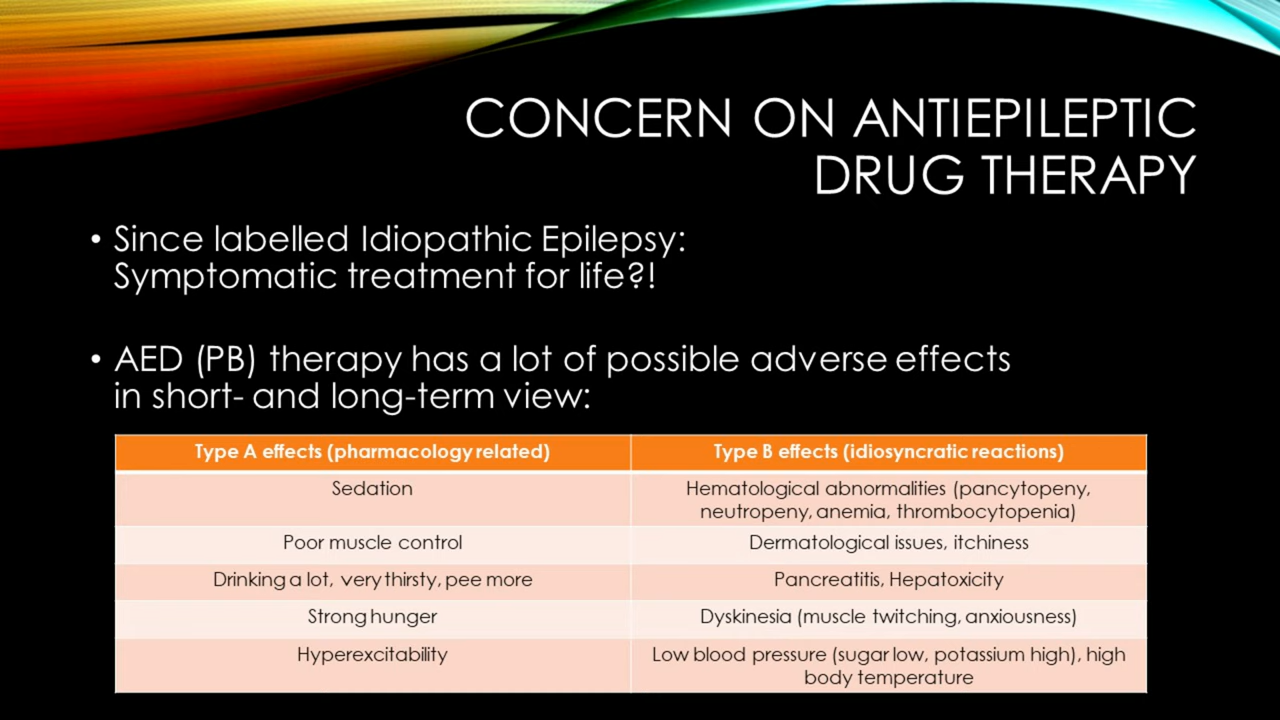 CONCERN ON ANTIEPILEPTIC
DRUG THERAPY
• Since labelled Idiopathic Epilepsy:
Symptomatic treatment for life?!
• AED (PB) therapy has a lot of possible adverse effects
in short- and long-term view:
Type A effects (pharmacology related)
Type B effects (idiosyncratic reactions)
Sedation
Hematological abnormalities (pancytopeny,
neutropeny, anemia, thrombocytopenia)
Poor muscle control
Dermatological issues, itchiness
Drinking a lot, very thirsty, pee more
Pancreatitis, Hepatoxicity
Strong hunger
Dyskinesia (muscle twitching, anxiousness)
Hyperexcitability
Low blood pressure (sugar low, potassium high), high
body temperature